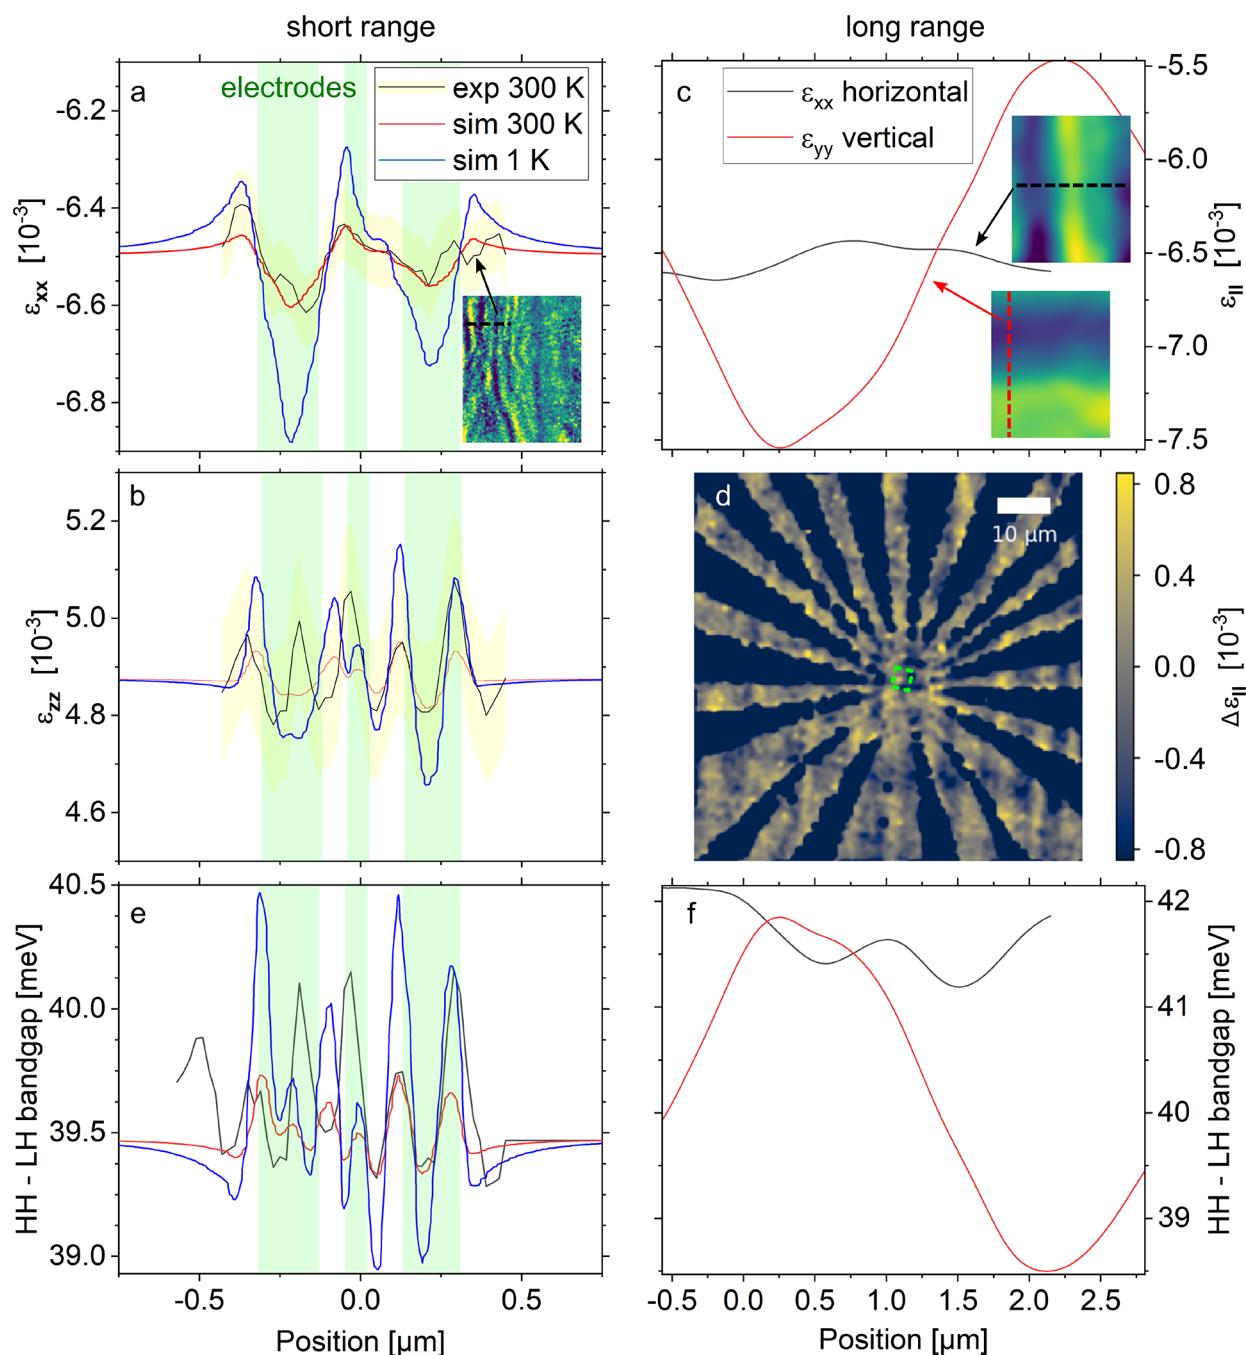 short range
long range
a
electrodes
exp 300 K
sim 300 K
sim 1 K
-6.2
-6.4
-6.6
-6.8
εxx [10⁻³]
c
εxx horizontal
εyy vertical
-5.5
-6.0
-6.5
-7.0
-7.5
εII [10⁻³]
b
5.2
5.0
4.8
4.6
εzz [10⁻³]
d
10 μm
0.8
0.4
0.0
-0.4
-0.8
ΔεII [10⁻³]
e
40.5
40.0
39.5
39.0
HH - LH bandgap [meV]
-0.5
0.0
0.5
Position [μm]
f
42
41
40
39
HH - LH bandgap [meV]
-0.5
0.0
0.5
1.0
1.5
2.0
2.5
Position [μm]